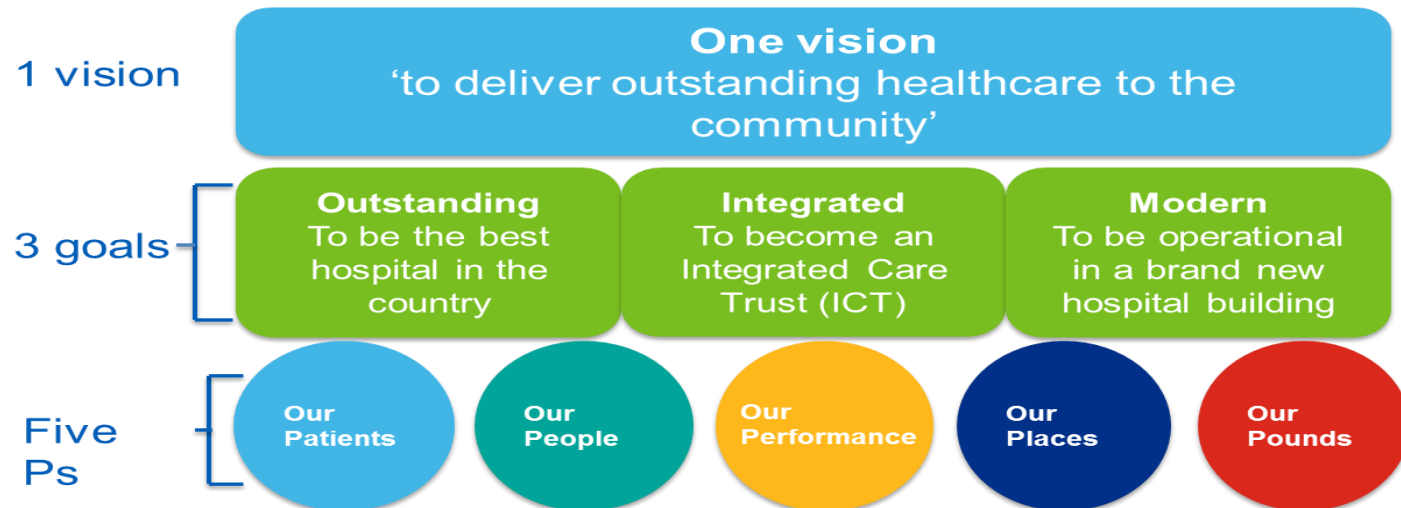 1 vision
One vision
‘to deliver outstanding healthcare to the
community’
3 goals
Outstanding
To be the best
hospital in the
country
Integrated
To become an
Integrated Care
Trust (ICT)
Modern
To be operational
in a brand new
hospital building
Five
Ps
Our
Patients
Our
People
Our
Performance
Our
Places
Our
Pounds